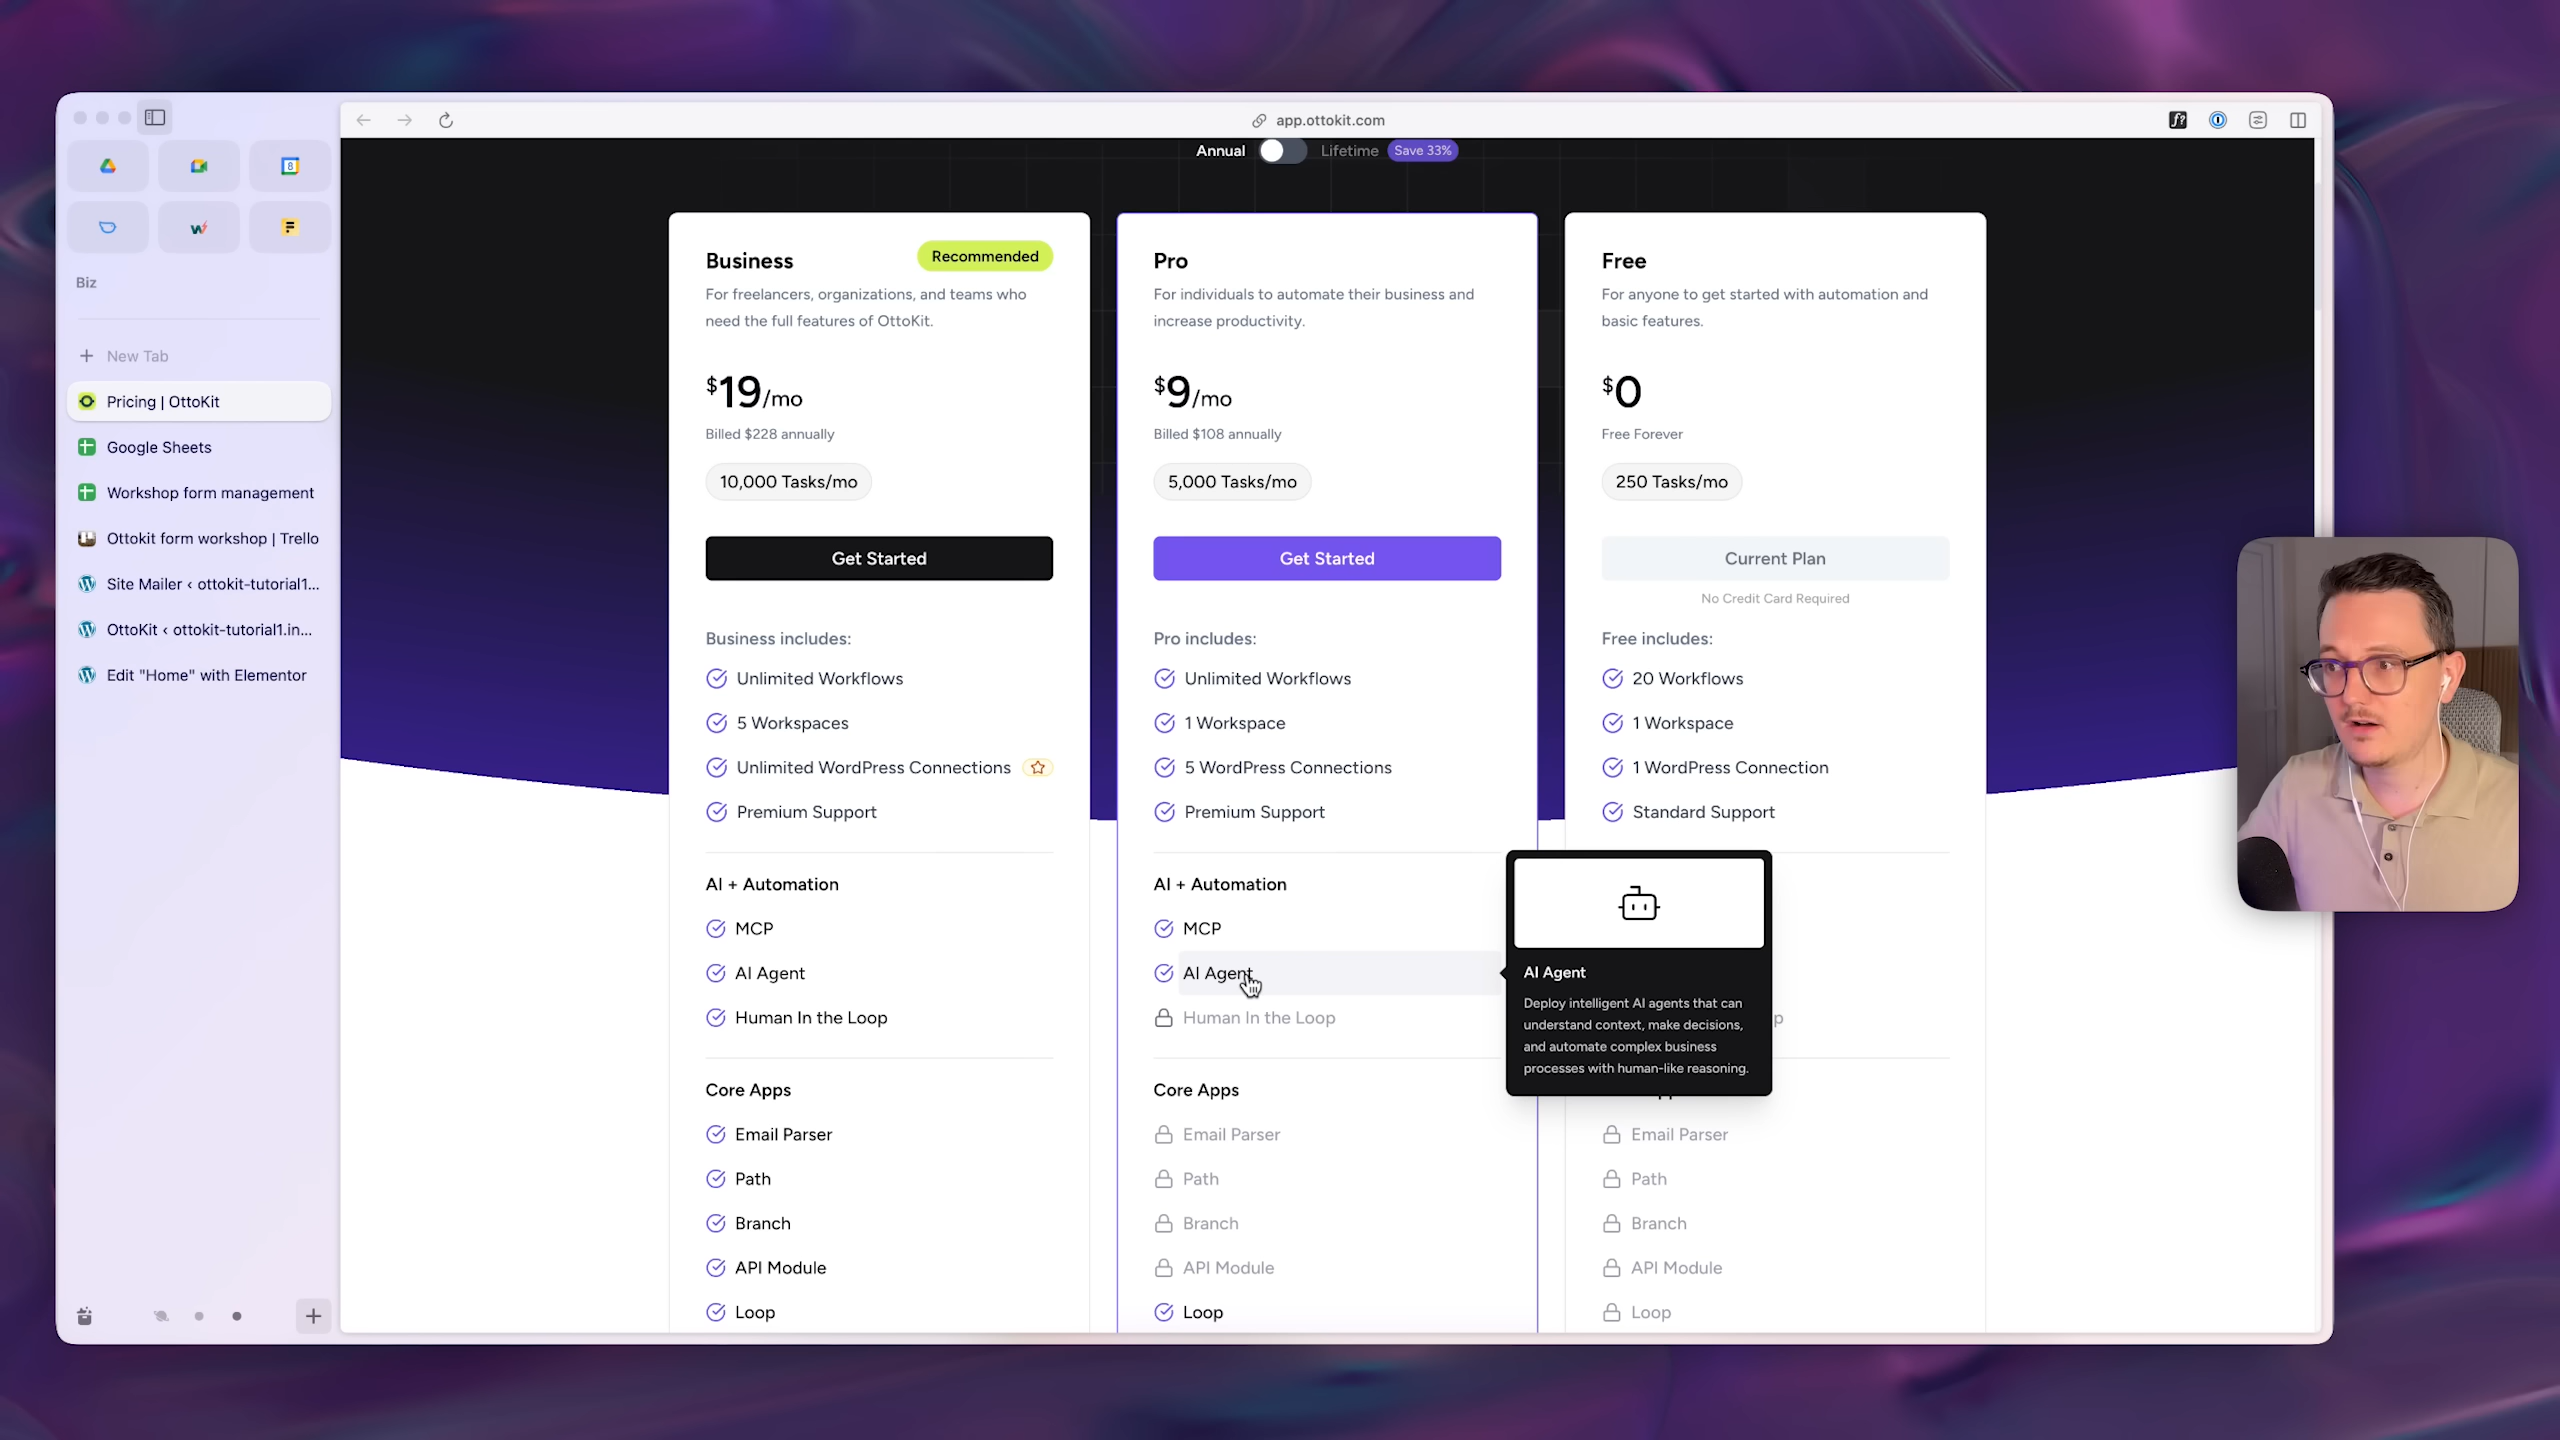 app.ottokit.com
Biz
New Tab
Pricing | OttoKit
Google Sheets
Workshop form management
Ottokit form workshop | Trello
Site Mailer ‹ ottokit-tutorial1...
OttoKit ‹ ottokit-tutorial1.in...
Edit "Home" with Elementor
Annual Lifetime Save 33%
Business Recommended
For freelancers, organizations, and teams who
need the full features of OttoKit.
$19/mo
Billed $228 annually
10,000 Tasks/mo
Get Started
Business includes:
Unlimited Workflows
5 Workspaces
Unlimited WordPress Connections
Premium Support
AI + Automation
MCP
AI Agent
Human In the Loop
Core Apps
Email Parser
Path
Branch
API Module
Loop
Pro
For individuals to automate their business and
increase productivity.
$9/mo
Billed $108 annually
5,000 Tasks/mo
Get Started
Pro includes:
Unlimited Workflows
1 Workspace
5 WordPress Connections
Premium Support
AI + Automation
MCP
AI Agent
Human In the Loop
Core Apps
Email Parser
Path
Branch
API Module
Loop
Free
For anyone to get started with automation and
basic features.
$0
Free Forever
250 Tasks/mo
Current Plan
No Credit Card Required
Free includes:
20 Workflows
1 Workspace
1 WordPress Connection
Standard Support
AI Agent
Deploy intelligent AI agents that can
understand context, make decisions,
and automate complex business
processes with human-like reasoning.
Email Parser
Path
Branch
API Module
Loop